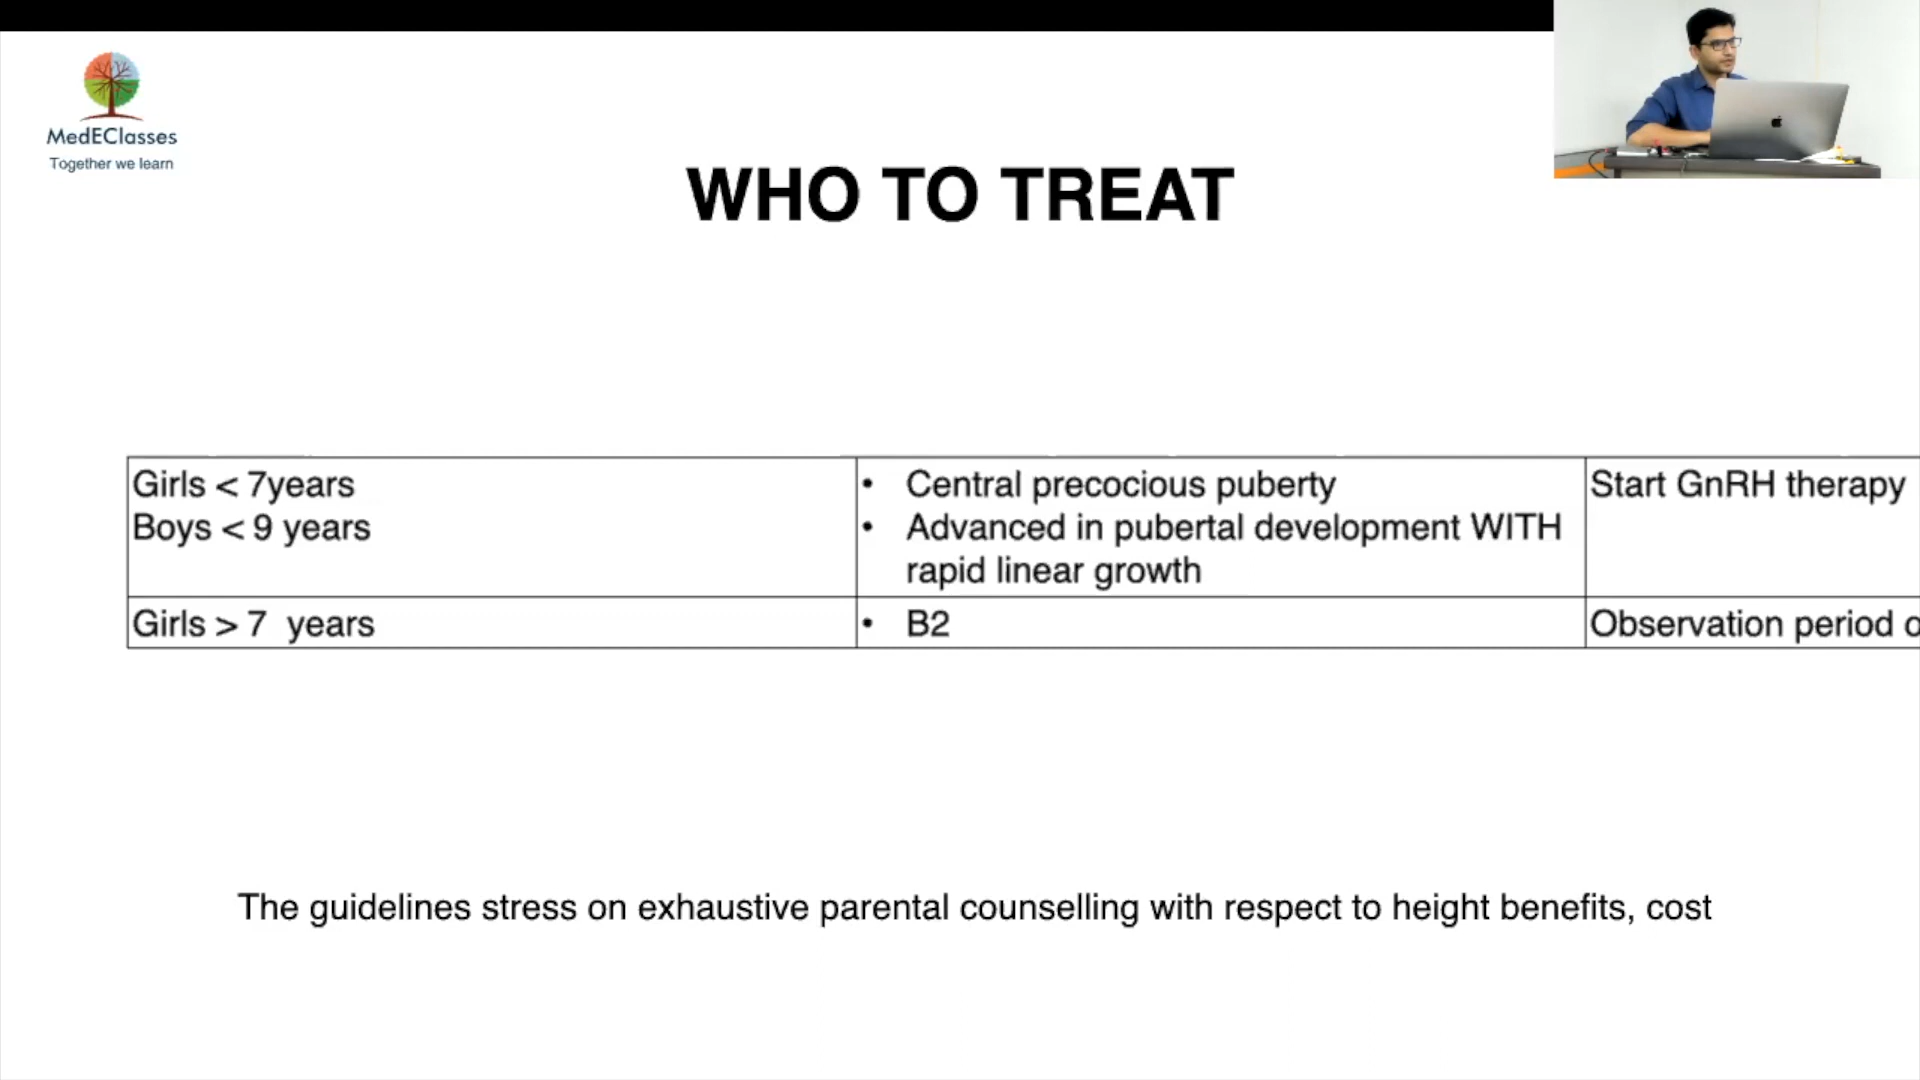 MedEClasses
Together we learn
WHO TO TREAT
Girls < 7years
Boys < 9 years
• Central precocious puberty
• Advanced in pubertal development WITH
rapid linear growth
Start GnRH therapy
Girls > 7 years
• B2
Observation period
The guidelines stress on exhaustive parental counselling with respect to height benefits, cost